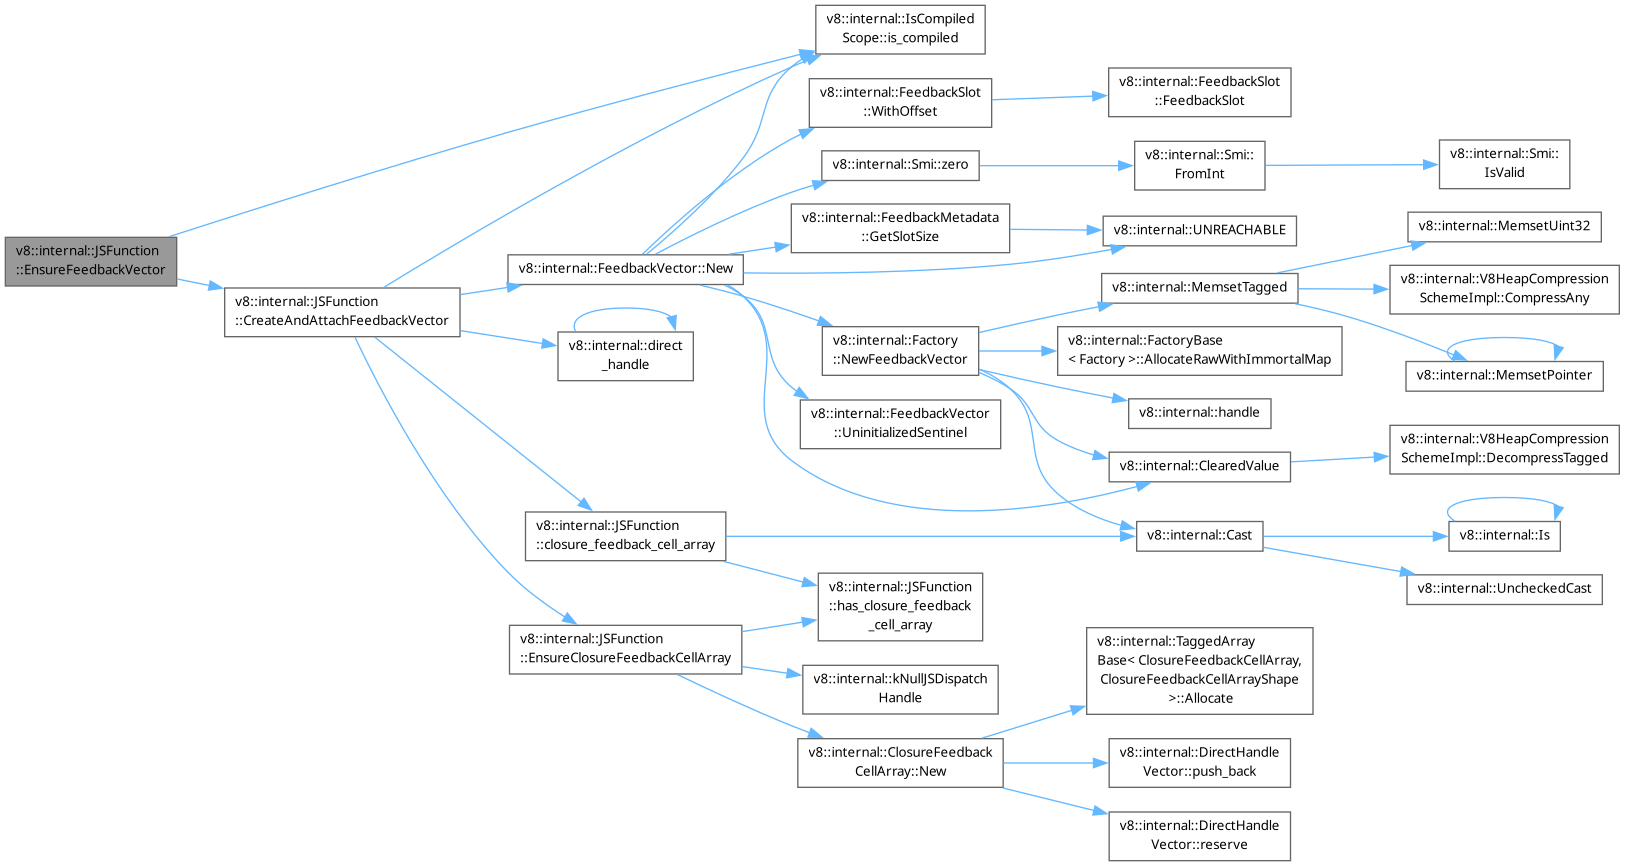 v8::internal::JSFunction
::EnsureFeedbackVector
v8::internal::IsCompiled
Scope::is_compiled
v8::internal::JSFunction
::CreateAndAttachFeedbackVector
v8::internal::FeedbackVector::New
v8::internal::direct
_handle
v8::internal::JSFunction
::closure_feedback_cell_array
v8::internal::JSFunction
::EnsureClosureFeedbackCellArray
v8::internal::FeedbackSlot
::WithOffset
v8::internal::Smi::zero
v8::internal::FeedbackMetadata
::GetSlotSize
v8::internal::Factory
::NewFeedbackVector
v8::internal::FeedbackVector
::UninitializedSentinel
v8::internal::JSFunction
::has_closure_feedback
_cell_array
v8::internal::kNullJSDispatch
Handle
v8::internal::ClosureFeedback
CellArray::New
v8::internal::FeedbackSlot
::FeedbackSlot
v8::internal::Smi::
FromInt
v8::internal::UNREACHABLE
v8::internal::MemsetTagged
v8::internal::FactoryBase
< Factory >::AllocateRawWithImmortalMap
v8::internal::handle
v8::internal::ClearedValue
v8::internal::Cast
v8::internal::TaggedArray
Base< ClosureFeedbackCellArray,
ClosureFeedbackCellArrayShape
>::Allocate
v8::internal::DirectHandle
Vector::push_back
v8::internal::DirectHandle
Vector::reserve
v8::internal::Smi::
IsValid
v8::internal::MemsetUint32
v8::internal::V8HeapCompression
SchemeImpl::CompressAny
v8::internal::MemsetPointer
v8::internal::V8HeapCompression
SchemeImpl::DecompressTagged
v8::internal::Is
v8::internal::UncheckedCast